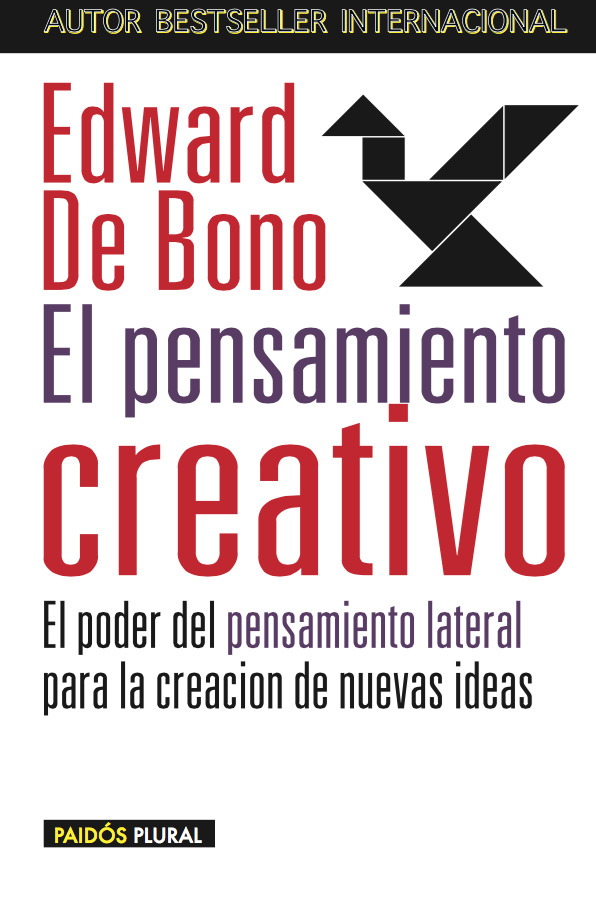 AUTOR BESTSELLER INTERNACIONAL
Edward
De Bono
El pensamiento
creativo
El poder del pensamiento lateral
para la creacion de nuevas ideas
PAIDÓS PLURAL